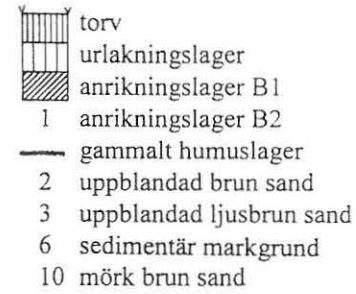 torv
urlakningslager
anrikningslager B1
1 anrikningslager B2
gammalt humuslager
2 uppblandad brun sand
3 uppblandad ljusbrun sand
6 sedimentär markgrund
10 mörk brun sand